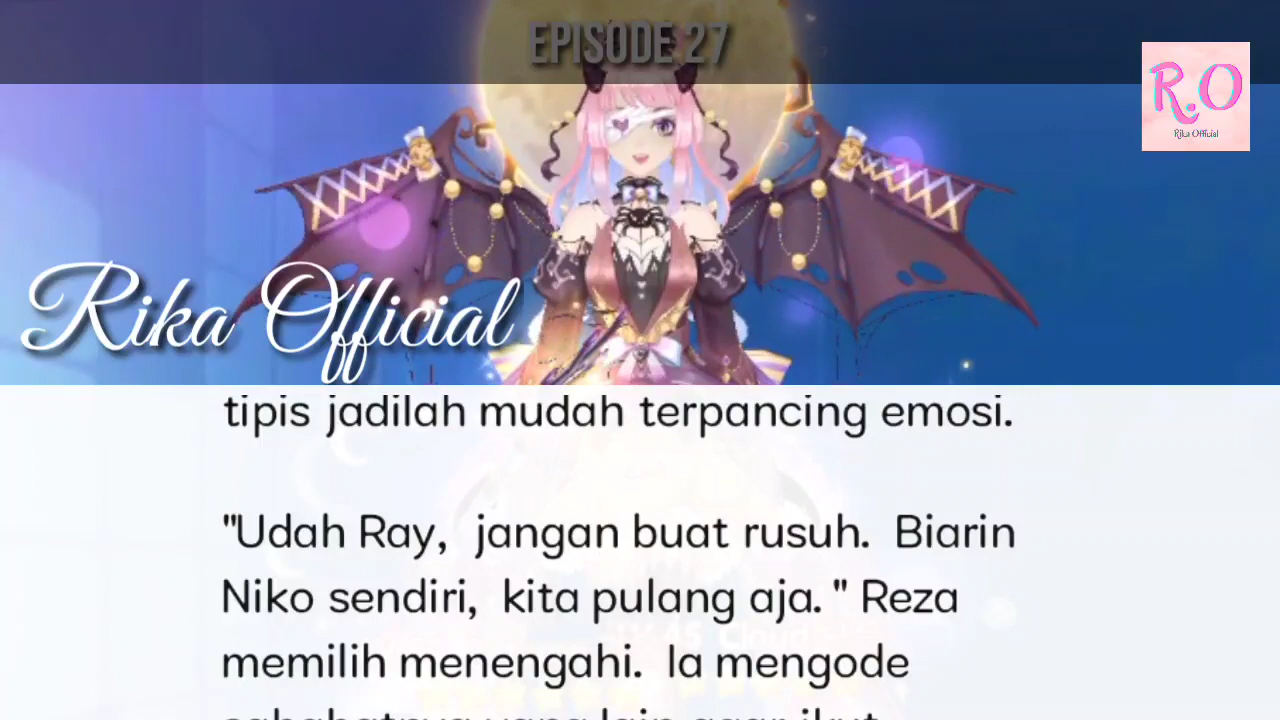 EPISODE 27
R.O
Rika Official
Rika Official
tipis jadilah mudah terpancing emosi.
"Udah Ray, jangan buat rusuh. Biarin
Niko sendiri, kita pulang aja. " Reza
memilih menengahi. Ia mengode